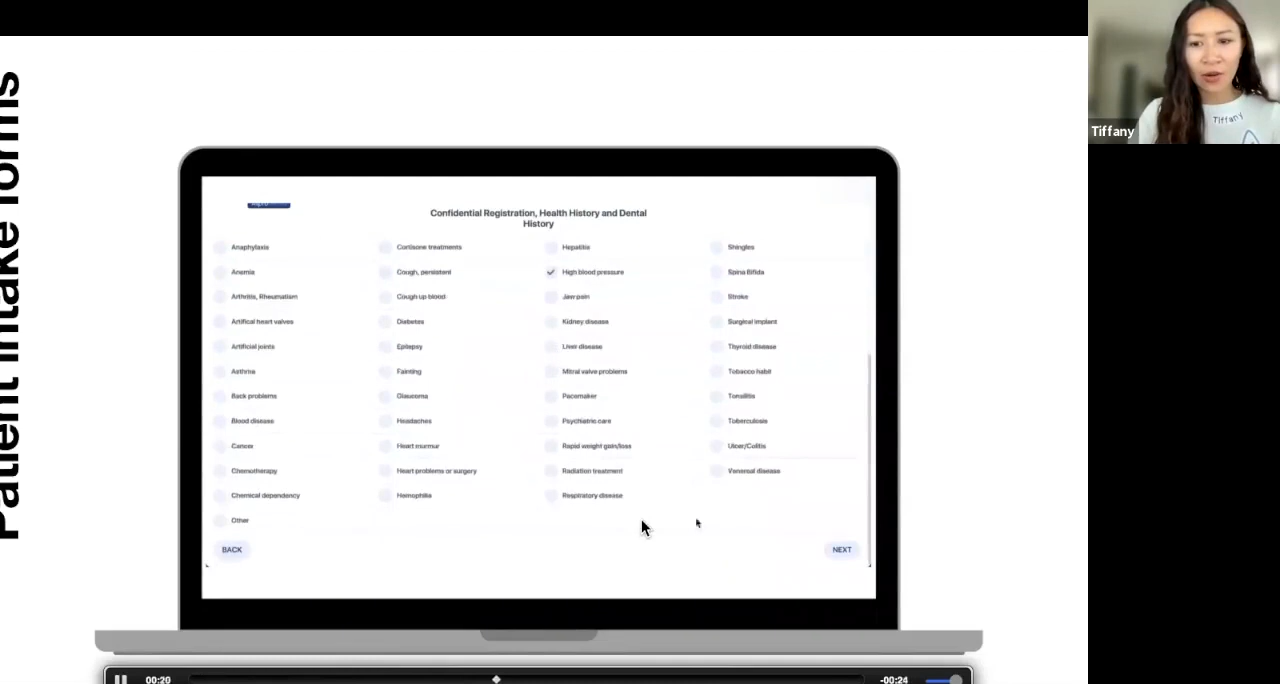 Patient Intake forms
Confidential Registration, Health History and Dental
History
Anaphylaxis
Cortisone treatments
Hepatitis
Shingles
Anemia
Cough, persistent
High blood pressure
Spina Bifida
Arthritis, Rheumatism
Cough up blood
Jaw pain
Stroke
Artifical heart valves
Diabetes
Kidney disease
Surgical implant
Artificial joints
Epilepsy
Liver disease
Thyroid disease
Asthma
Fainting
Mitral valve problems
Tobacco habit
Back problems
Glaucoma
Pacemaker
Tonsilitis
Blood disease
Headaches
Psychiatric care
Tuberculosis
Cancer
Heart murmur
Rapid weight gain/loss
Ulcer/Colitis
Chemotherapy
Heart problems or surgery
Radiation treatment
Venereal disease
Chemical dependency
Hemophilia
Respiratory disease
Other
BACK
NEXT
00:20
-00:24
Tiffany
Tiffany